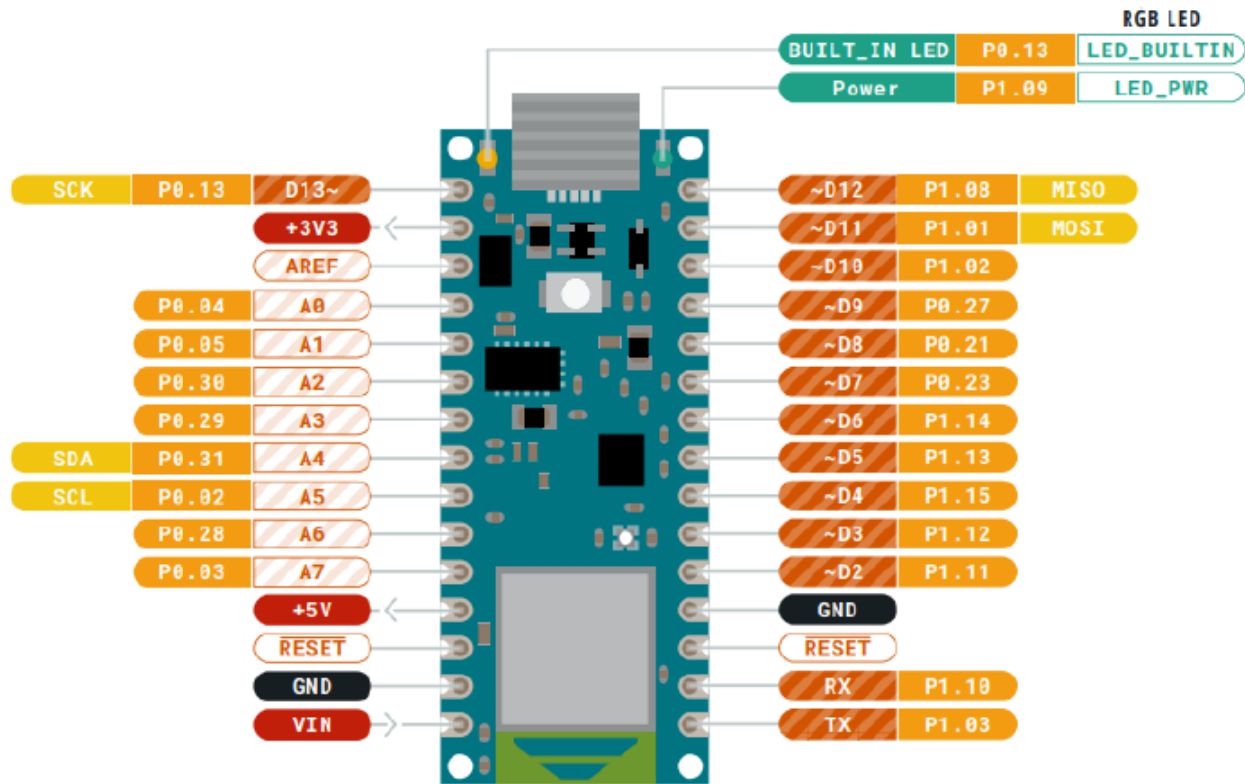 RGB LED
BUILT_IN LED P0.13 LED_BUILTIN
Power P1.09 LED_PWR
SCK P0.13 D13~
+3V3
AREF
P0.04 A0
P0.05 A1
P0.30 A2
P0.29 A3
SDA P0.31 A4
SCL P0.02 A5
P0.28 A6
P0.03 A7
+5V
RESET
GND
VIN
~D12 P1.08 MISO
~D11 P1.01 MOSI
~D10 P1.02
~D9 P0.27
~D8 P0.21
~D7 P0.23
~D6 P1.14
~D5 P1.13
~D4 P1.15
~D3 P1.12
~D2 P1.11
GND
RESET
RX P1.10
TX P1.03